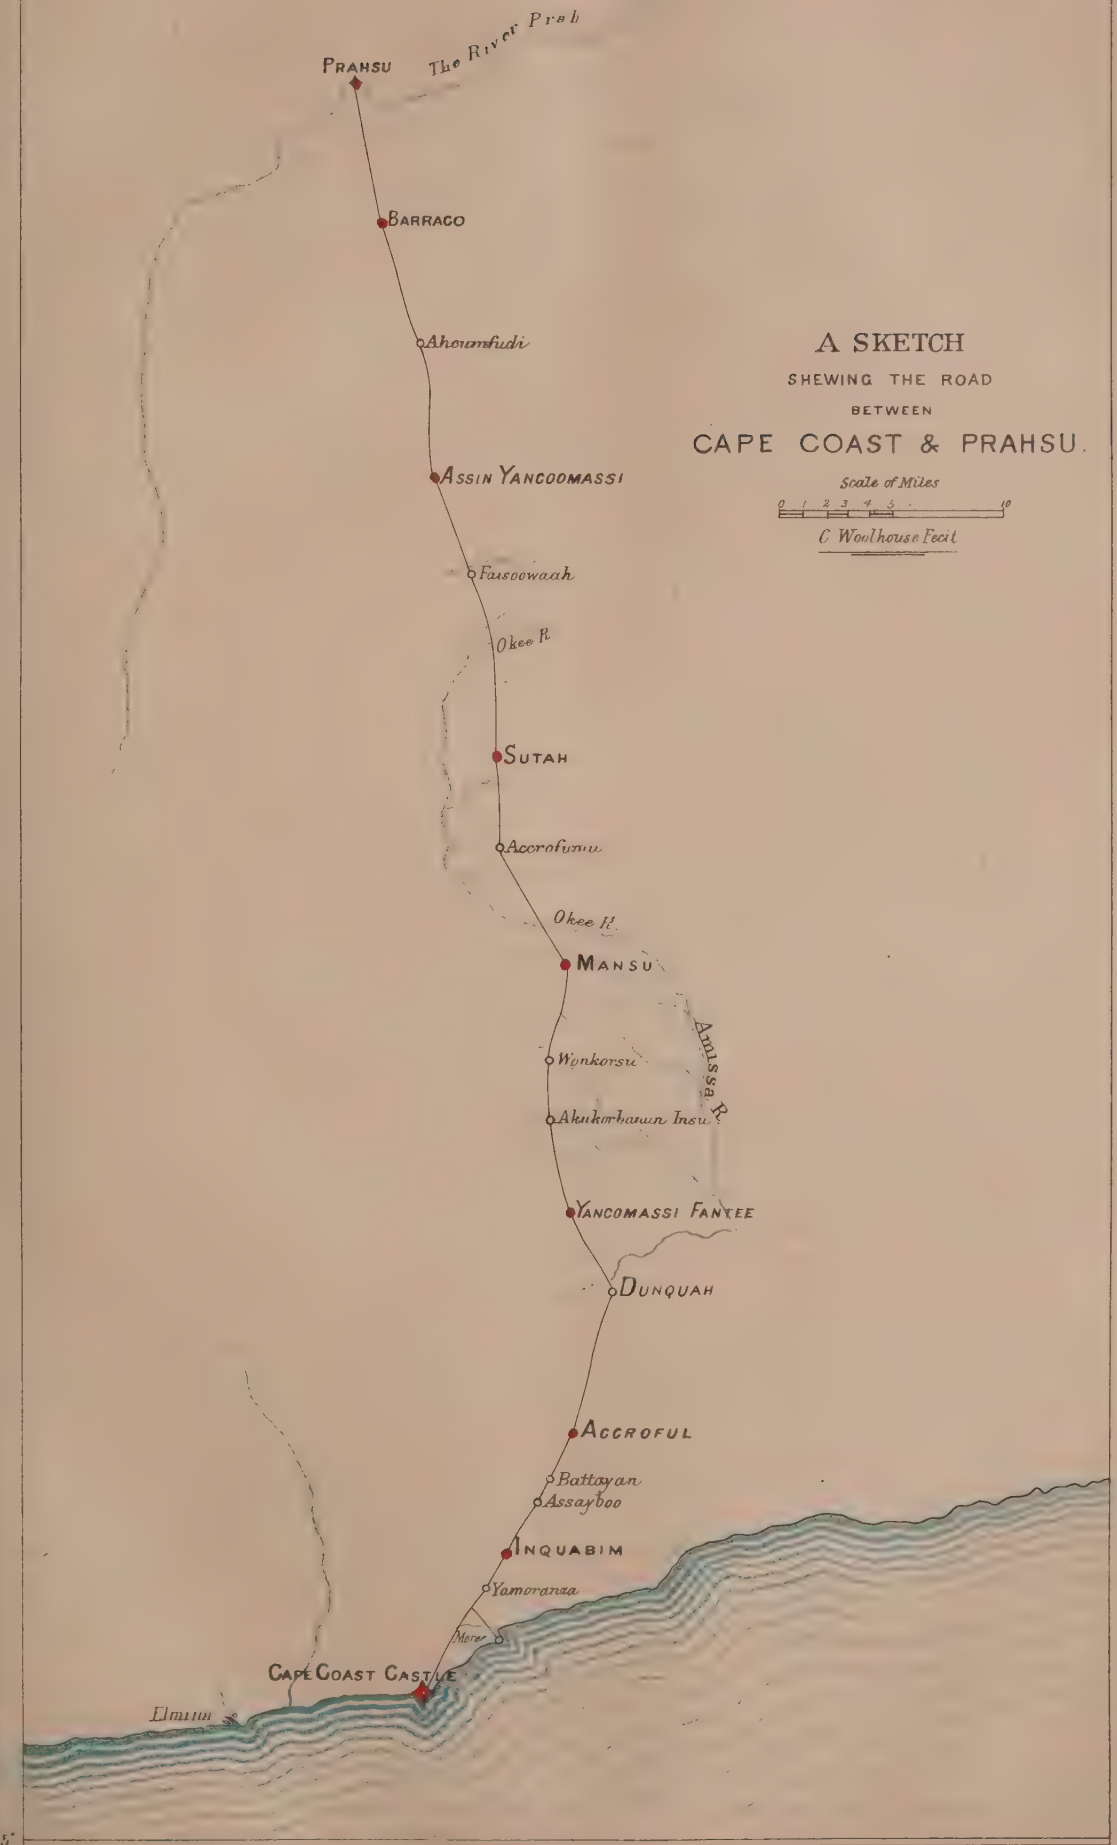 The River Prah
PRAHSU
BARRACO
Ahoumfudi
A SKETCH
SHEWING THE ROAD
BETWEEN
CAPE COAST & PRAHSU.
Scale of Miles
0 1 2 3 4 5 10
C Woolhouse Fecit
ASSIN YANCOOMASSI
Faisoowaah
Okee R
SUTAH
Accrofumu
Okee R.
MANSU
Wonkorsu
Amissa R
Insu
YANCOMASSI FANTEE
DUNQUAH
ACCROFUL
Battayan
Assayboo
INQUABIM
Yamoranza
Moree
CAPE COAST CASTLE
Elmina
5°